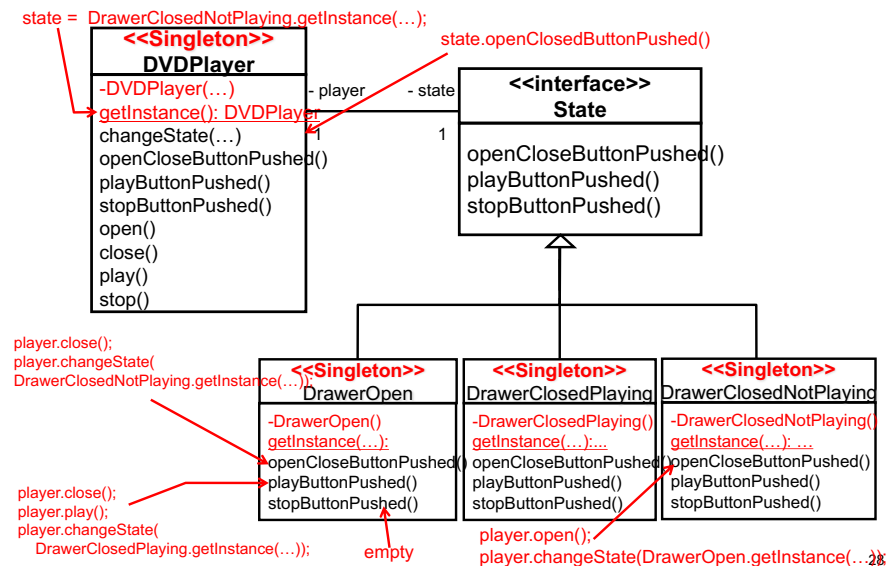 state = DrawerClosedNotPlaying.getInstance(…);
<<Singleton>>
DVDPlayer
-DVDPlayer(…)
getInstance(): DVDPlayer
changeState(…)
openCloseButtonPushed()
playButtonPushed()
stopButtonPushed()
open()
close()
play()
stop()
state.openClosedButtonPushed()
- player
- state
1
1
<<interface>>
State
openCloseButtonPushed()
playButtonPushed()
stopButtonPushed()
player.close();
player.changeState(
DrawerClosedNotPlaying.getInstance(…));
player.close();
player.play();
player.changeState(
DrawerClosedPlaying.getInstance(…));
<<Singleton>>
DrawerOpen
-DrawerOpen()
getInstance(…):
openCloseButtonPushed()
playButtonPushed()
stopButtonPushed()
empty
<<Singleton>>
DrawerClosedPlaying
-DrawerClosedPlaying()
getInstance(…):...
openCloseButtonPushed()
playButtonPushed()
stopButtonPushed()
<<Singleton>>
DrawerClosedNotPlaying
-DrawerClosedNotPlaying()
getInstance(…): …
openCloseButtonPushed()
playButtonPushed()
stopButtonPushed()
player.open();
player.changeState(DrawerOpen.getInstance(…));
28